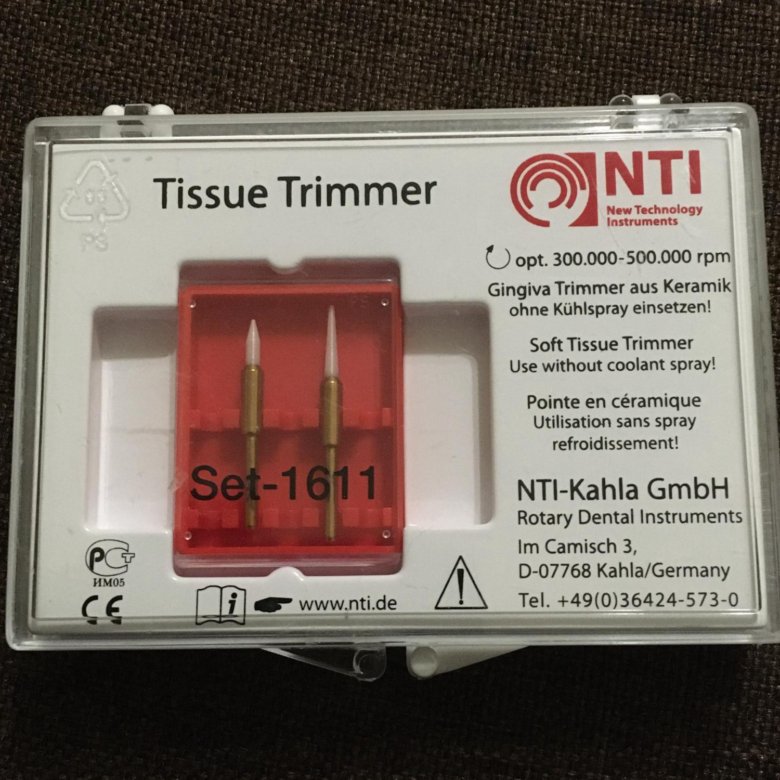 Tissue Trimmer
NTI
New Technology
Instruments
opt. 300.000-500.000 rpm
Gingiva Trimmer aus Keramik
ohne Kühlspray einsetzen!
Soft Tissue Trimmer
Use without coolant spray!
Pointe en céramique
Utilisation sans spray
refroidissement!
Set-1611
NTI-Kahla GmbH
Rotary Dental Instruments
Im Camisch 3,
D-07768 Kahla/Germany
Tel. +49(0)36424-573-0
ИМ05
CE
i
www.nti.de
!